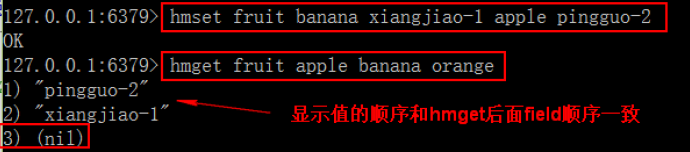 127.0.0.1:6379> hmset fruit banana xiangjiao-1 apple pingguo-2
OK
127.0.0.1:6379> hmget fruit apple banana orange
1) "pingguo-2"
2) "xiangjiao-1"
显示值的顺序和hmget后面field顺序一致
3) (nil)